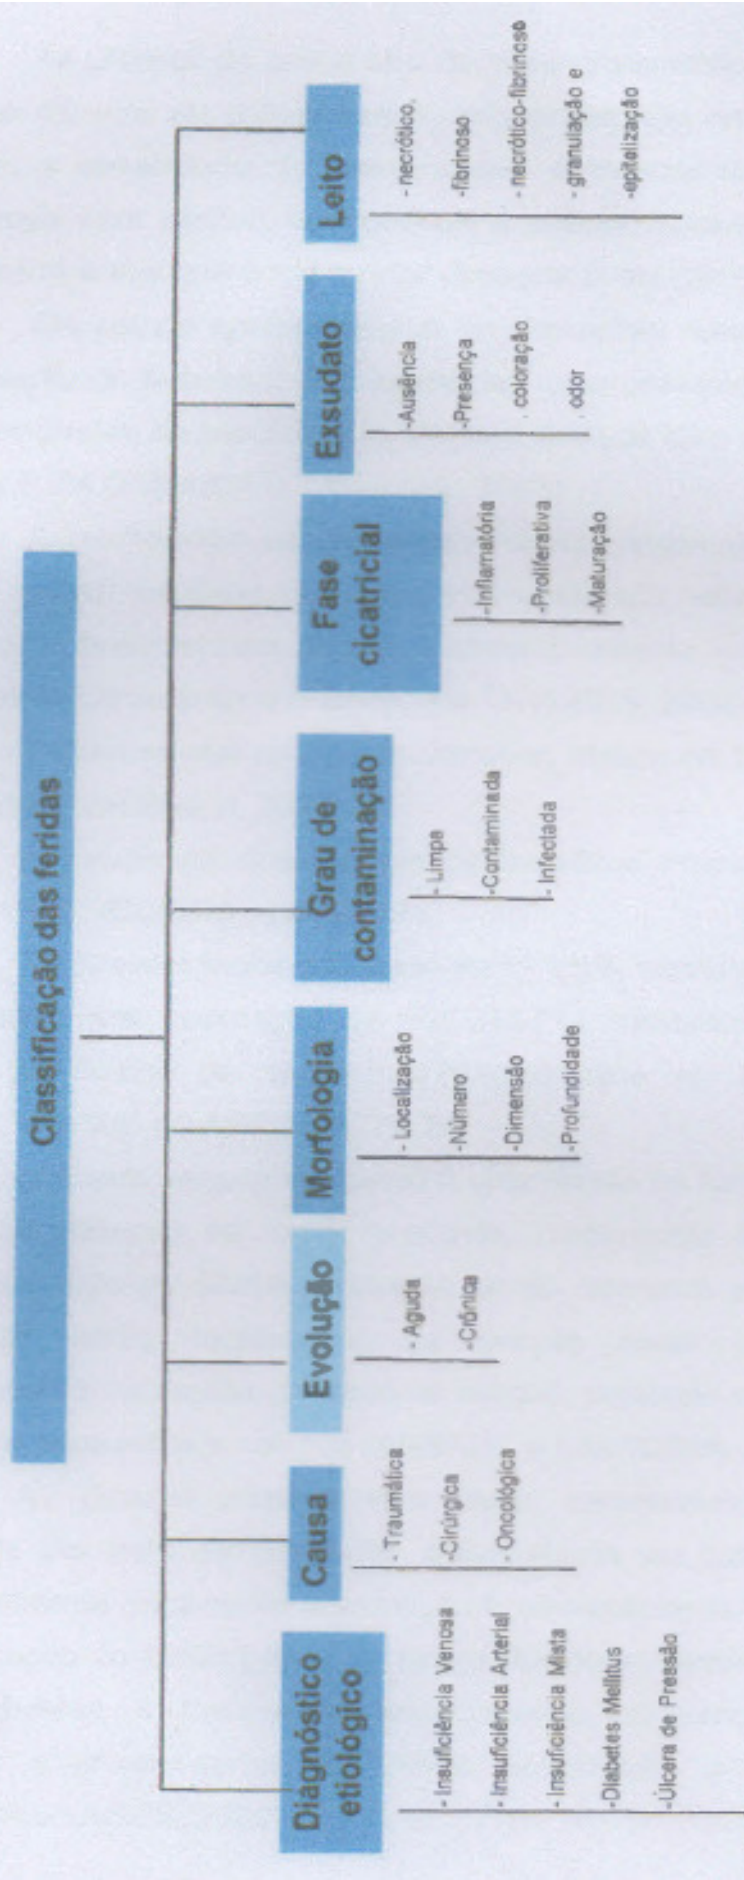 Classificação das feridas
Diagnóstico
etiológico
- Insuficiência Venosa
- Insuficiência Arterial
- Insuficiência Mista
-Diabetes Mellitus
-Úlcera de Pressão
Causa
- Traumática
-Cirúrgica
- Oncológica
Evolução
- Aguda
-Crônica
Morfologia
- Localização
-Número
-Dimensão
-Profundidade
Grau de
contaminação
- Limpa
-Contaminada
- Infectada
Fase
cicatricial
-Inflamatória
-Proliferativa
-Maturação
Exsudato
-Ausência
-Presença
. coloração
. odor
Leito
- necrótico,
-fibrinoso
- necrótico-fibrinoso
- granulação e
-epitelização